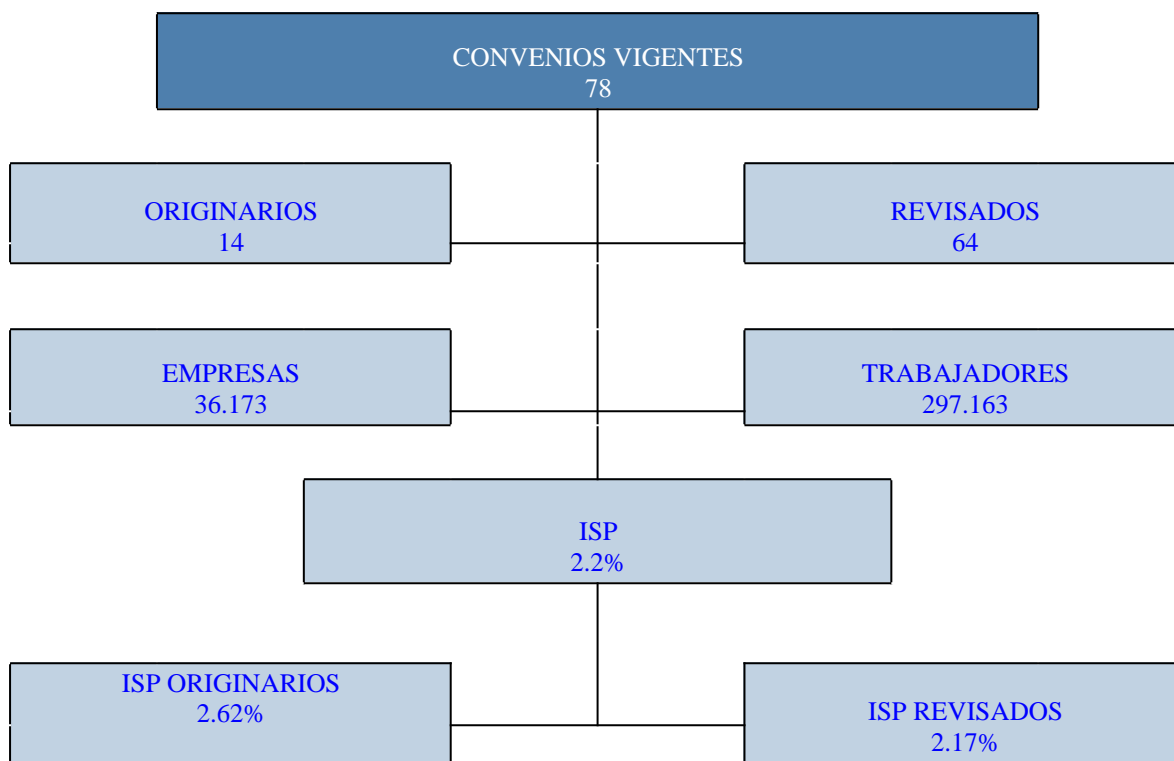 CONVENIOS VIGENTES
78
ORIGINARIOS
14
REVISADOS
64
EMPRESAS
36.173
TRABAJADORES
297.163
ISP
2.2%
ISP ORIGINARIOS
2.62%
ISP REVISADOS
2.17%